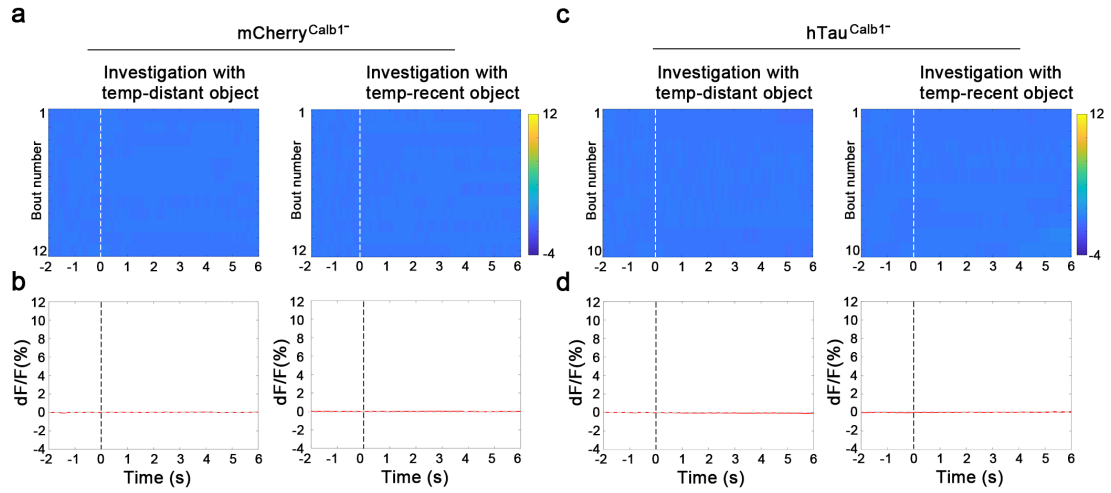 a
mCherry^Calb1-
Investigation with
temp-distant object
Investigation with
temp-recent object
1
Bout number
12
-2 -1 0 1 2 3 4 5 6
-2 -1 0 1 2 3 4 5 6
12
-4
b
12
10
8
6
4
2
0
-2
-4
dF/F(%)
-2 -1 0 1 2 3 4 5 6
Time (s)
12
10
8
6
4
2
0
-2
-4
dF/F(%)
-2 -1 0 1 2 3 4 5 6
Time (s)
c
hTau^Calb1-
Investigation with
temp-distant object
Investigation with
temp-recent object
1
Bout number
10
-2 -1 0 1 2 3 4 5 6
1
Bout number
10
-2 -1 0 1 2 3 4 5 6
12
-4
d
12
10
8
6
4
2
0
-2
-4
dF/F(%)
-2 -1 0 1 2 3 4 5 6
Time (s)
12
10
8
6
4
2
0
-2
-4
dF/F(%)
-2 -1 0 1 2 3 4 5 6
Time (s)